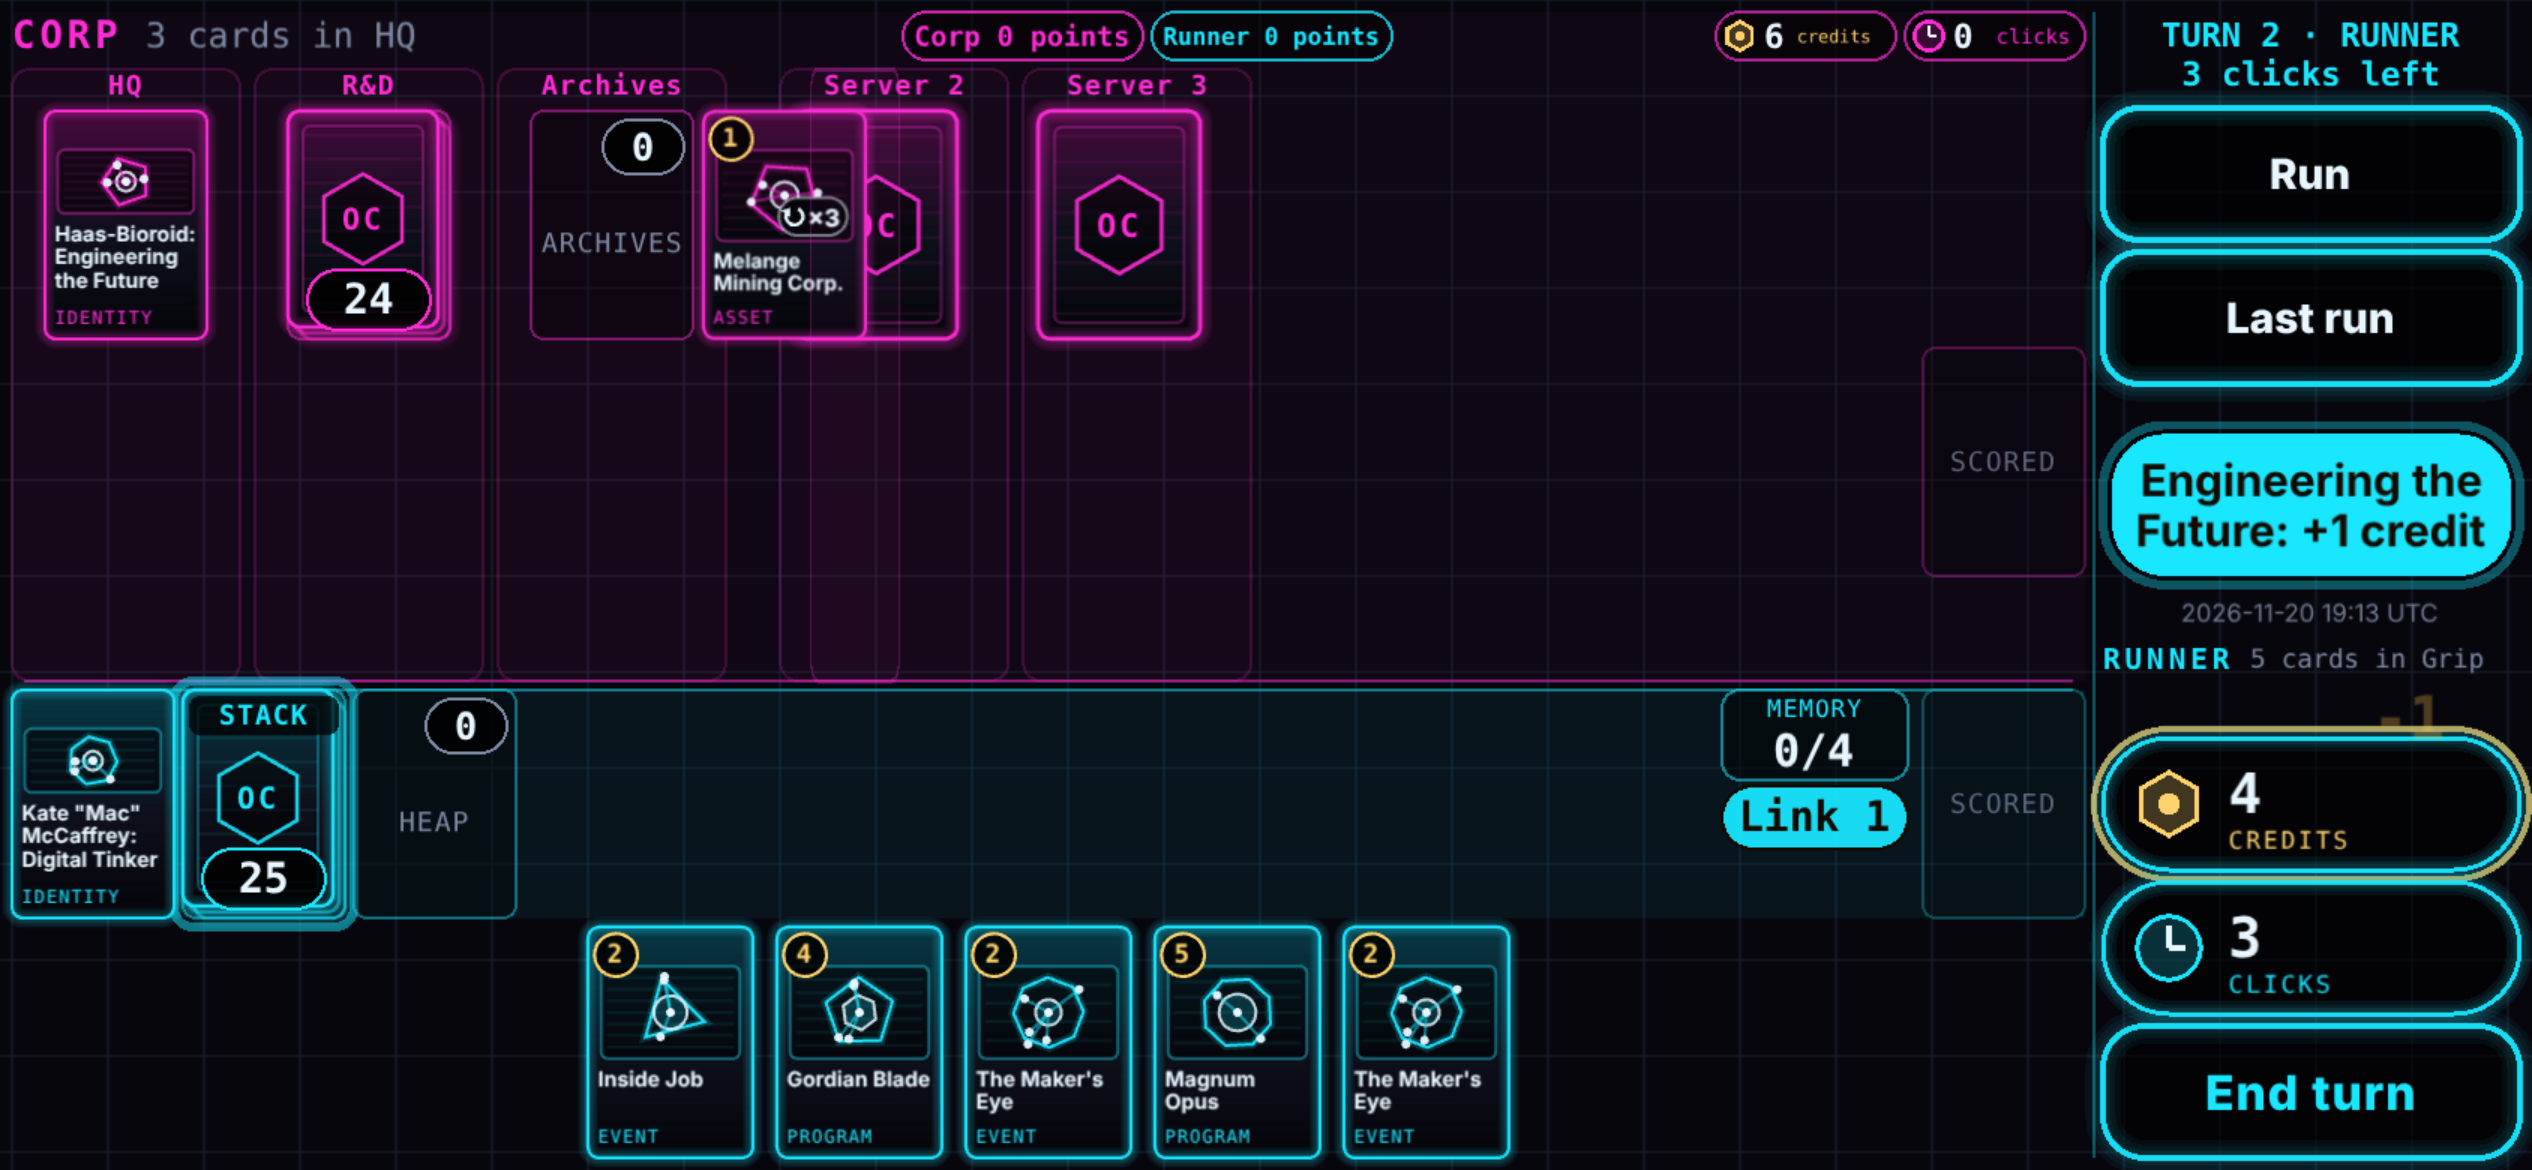 CORP 3 cards in HQ
Corp 0 points
Runner 0 points
6 credits
0 clicks
TURN 2 · RUNNER
3 clicks left
HQ
R&D
Archives
Server 2
Server 3
Haas-Bioroid:
Engineering
the Future
IDENTITY
OC
24
0
ARCHIVES
1
×3
Melange
Mining Corp.
ASSET
OC
OC
Run
Last run
SCORED
Engineering the
Future: +1 credit
2026-11-20 19:13 UTC
RUNNER 5 cards in Grip
-1
Kate "Mac"
McCaffrey:
Digital Tinker
IDENTITY
STACK
OC
25
0
HEAP
MEMORY
0/4
Link 1
SCORED
4
CREDITS
3
CLICKS
End turn
2
Inside Job
EVENT
4
Gordian Blade
PROGRAM
2
The Maker's
Eye
EVENT
5
Magnum
Opus
PROGRAM
2
The Maker's
Eye
EVENT